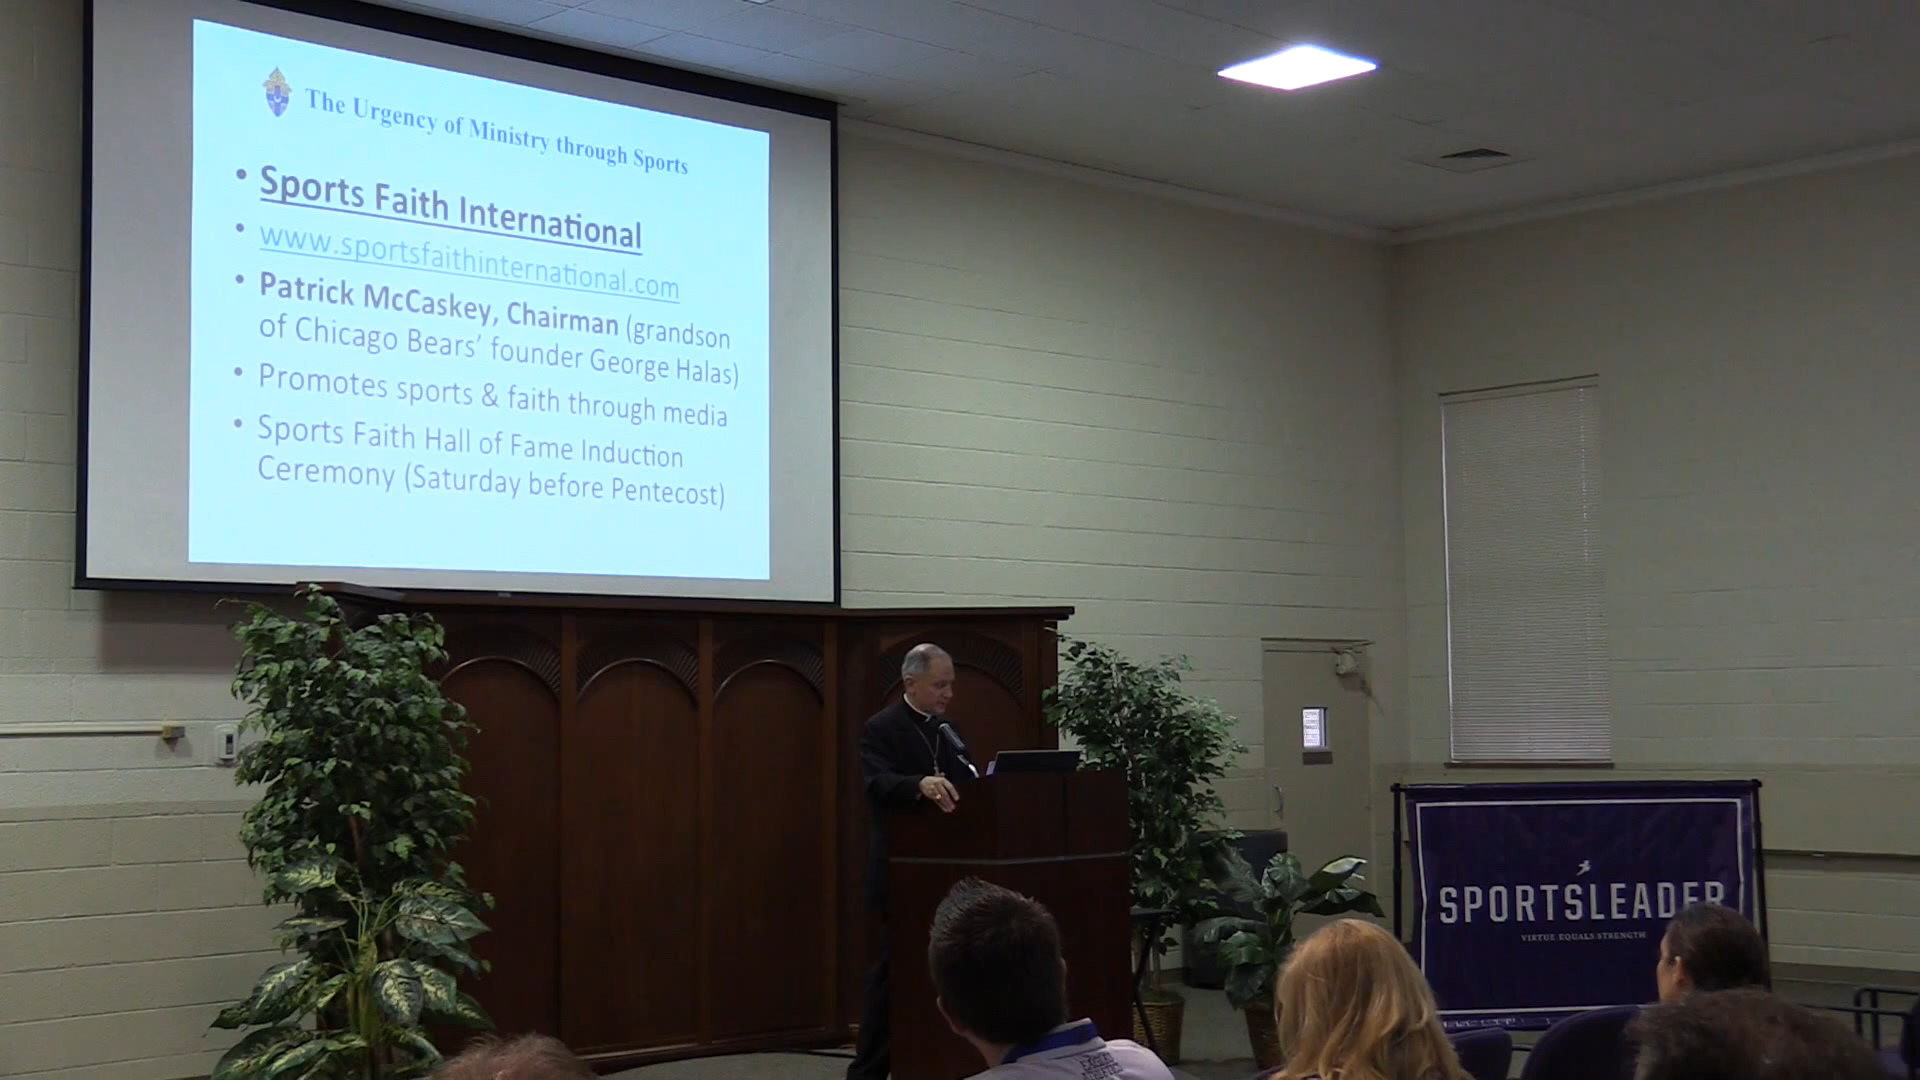 The Urgency of Ministry through Sports
• Sports Faith International
• www.sportsfaithinternational.com
• Patrick McCaskey, Chairman (grandson
of Chicago Bears’ founder George Halas)
• Promotes sports & faith through media
• Sports Faith Hall of Fame Induction
Ceremony (Saturday before Pentecost)
SPORTSLEADER
VIRTUE EQUALS STRENGTH